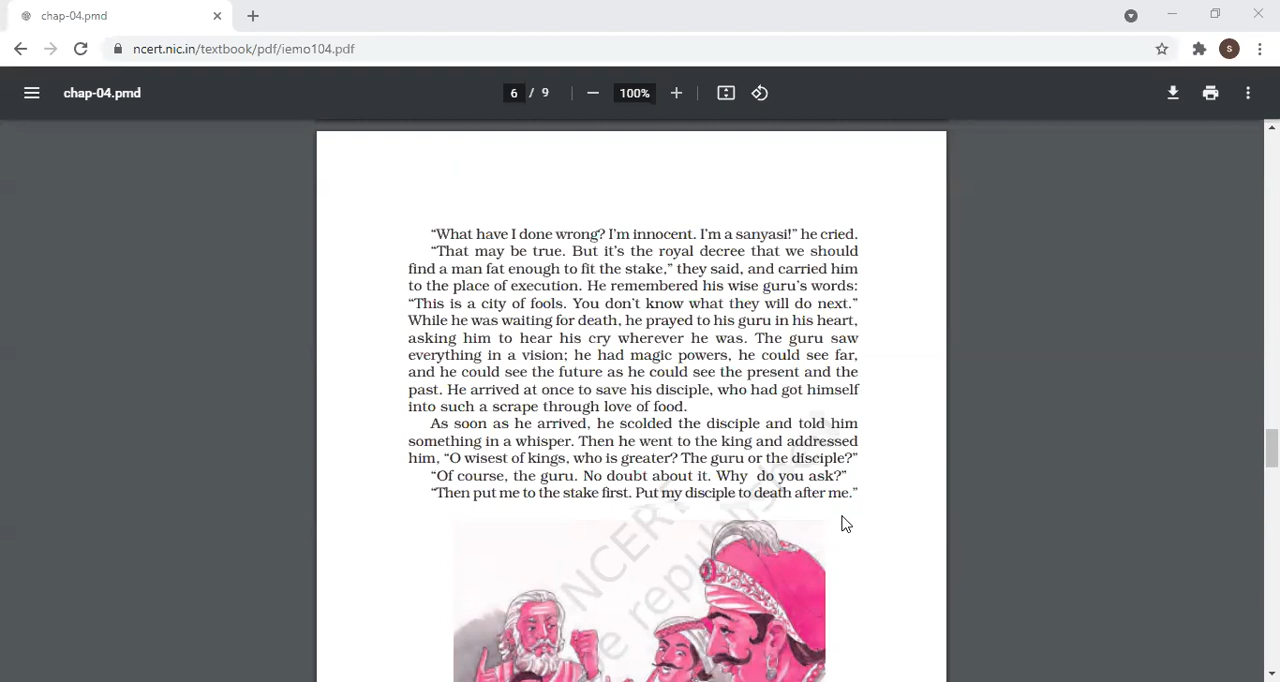 chap-04.pmd
ncert.nic.in/textbook/pdf/iemo104.pdf
S
chap-04.pmd
6 / 9
100%
“What have I done wrong? I'm innocent. I'm a sanyasi!” he cried.
“That may be true. But it's the royal decree that we should
find a man fat enough to fit the stake,” they said, and carried him
to the place of execution. He remembered his wise guru's words:
“This is a city of fools. You don't know what they will do next.”
While he was waiting for death, he prayed to his guru in his heart,
asking him to hear his cry wherever he was. The guru saw
everything in a vision; he had magic powers, he could see far,
and he could see the future as he could see the present and the
past. He arrived at once to save his disciple, who had got himself
into such a scrape through love of food.
As soon as he arrived, he scolded the disciple and told him
something in a whisper. Then he went to the king and addressed
him, “O wisest of kings, who is greater? The guru or the disciple?”
“Of course, the guru. No doubt about it. Why do you ask?”
“Then put me to the stake first. Put my disciple to death after me.”
NCERT
e republished